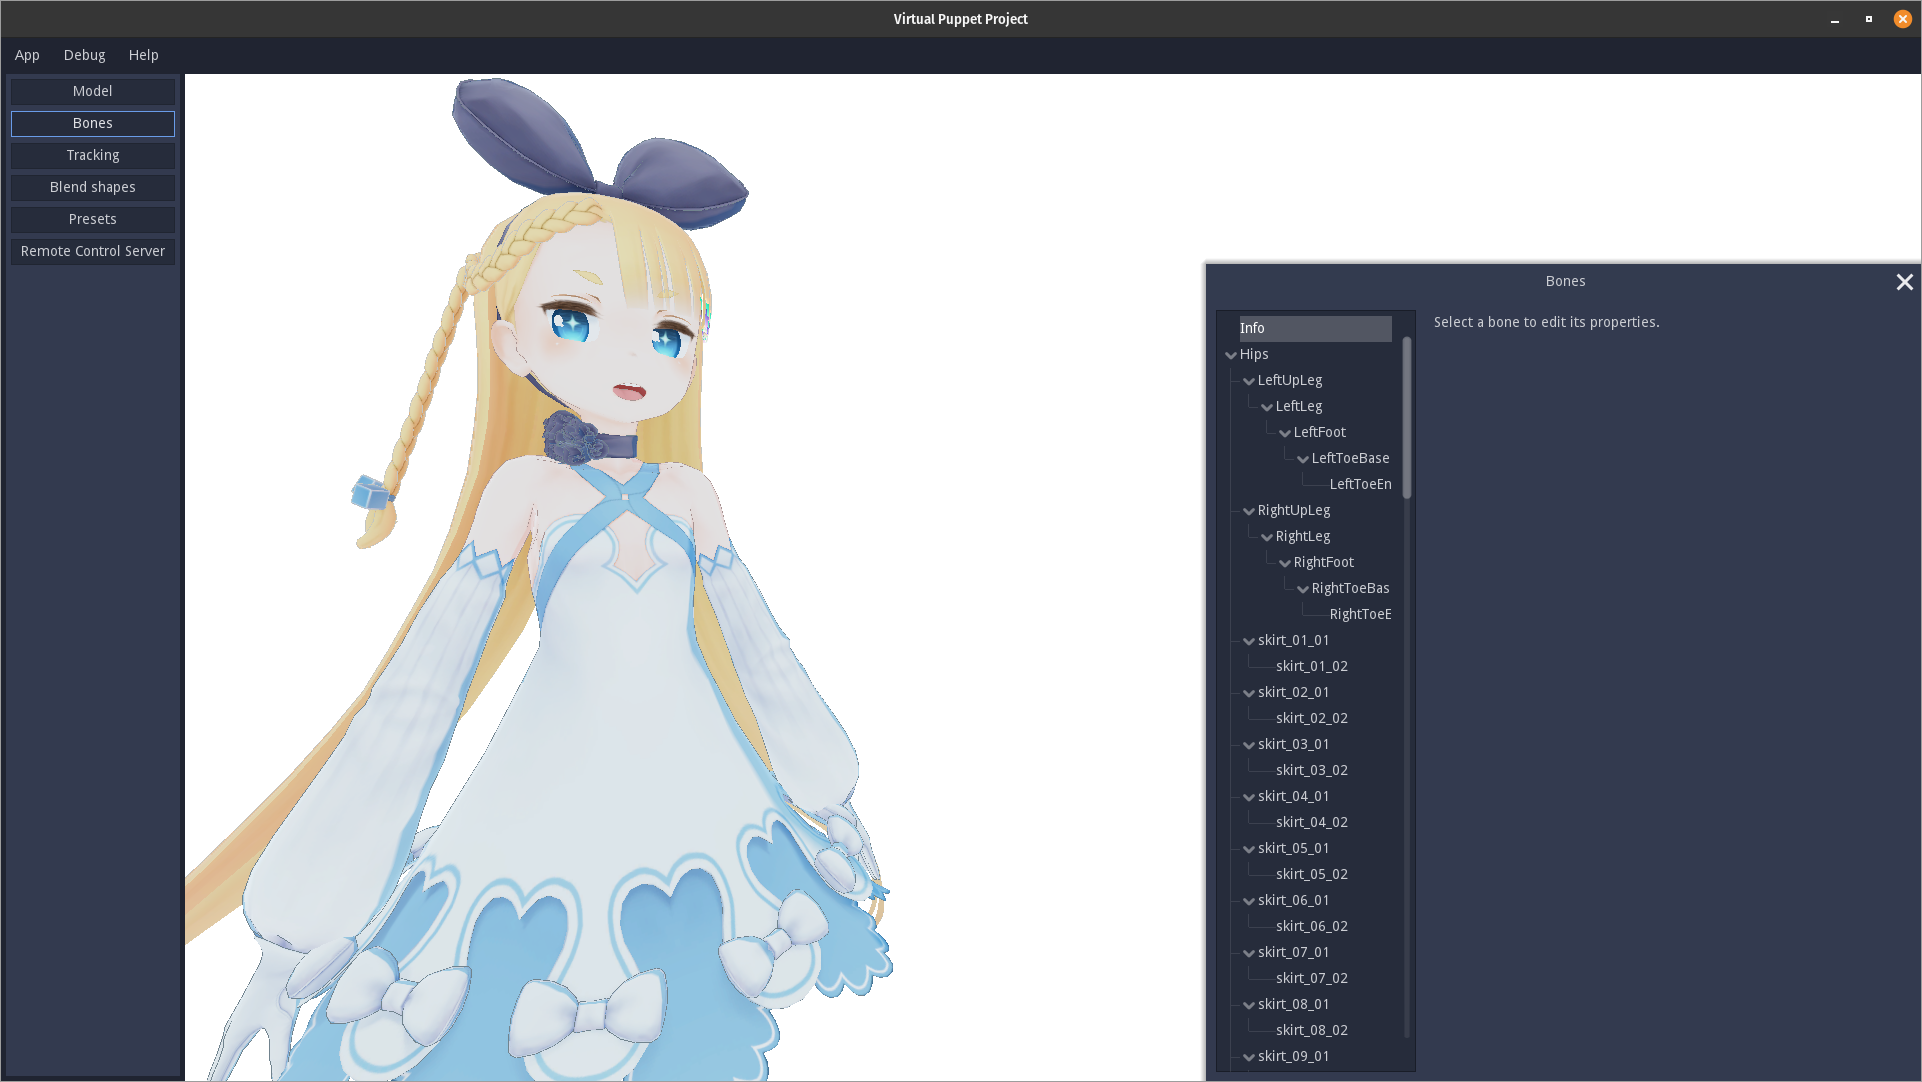 Virtual Puppet Project
App Debug Help
Model
Bones
Tracking
Blend shapes
Presets
Remote Control Server
Bones
Info
Hips
LeftUpLeg
LeftLeg
LeftFoot
LeftToeBase
LeftToeEn
RightUpLeg
RightLeg
RightFoot
RightToeBas
RightToeE
skirt_01_01
skirt_01_02
skirt_02_01
skirt_02_02
skirt_03_01
skirt_03_02
skirt_04_01
skirt_04_02
skirt_05_01
skirt_05_02
skirt_06_01
skirt_06_02
skirt_07_01
skirt_07_02
skirt_08_01
skirt_08_02
skirt_09_01
Select a bone to edit its properties.